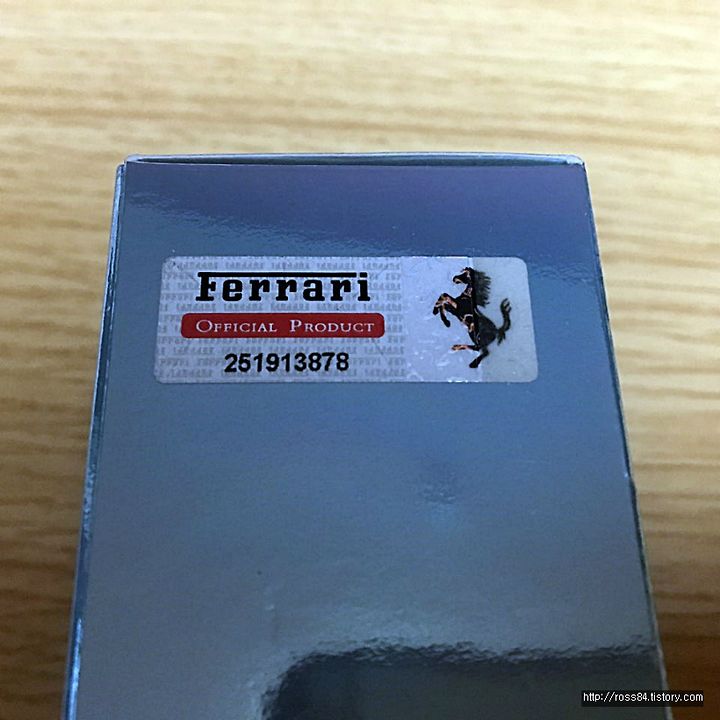 Ferrari
OFFICIAL PRODUCT
251913878
http://ross84.tistory.com